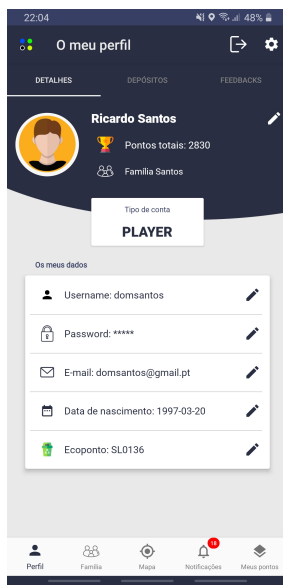 22:04
48%
O meu perfil
DETALHES
DEPÓSITOS
FEEDBACKS
Ricardo Santos
Pontos totais: 2830
Família Santos
Tipo de conta
PLAYER
Os meus dados
Username: domsantos
Password: *****
E-mail: domsantos@gmail.pt
Data de nascimento: 1997-03-20
Ecoponto: SL0136
18
Perfil
Família
Mapa
Notificações
Meus pontos